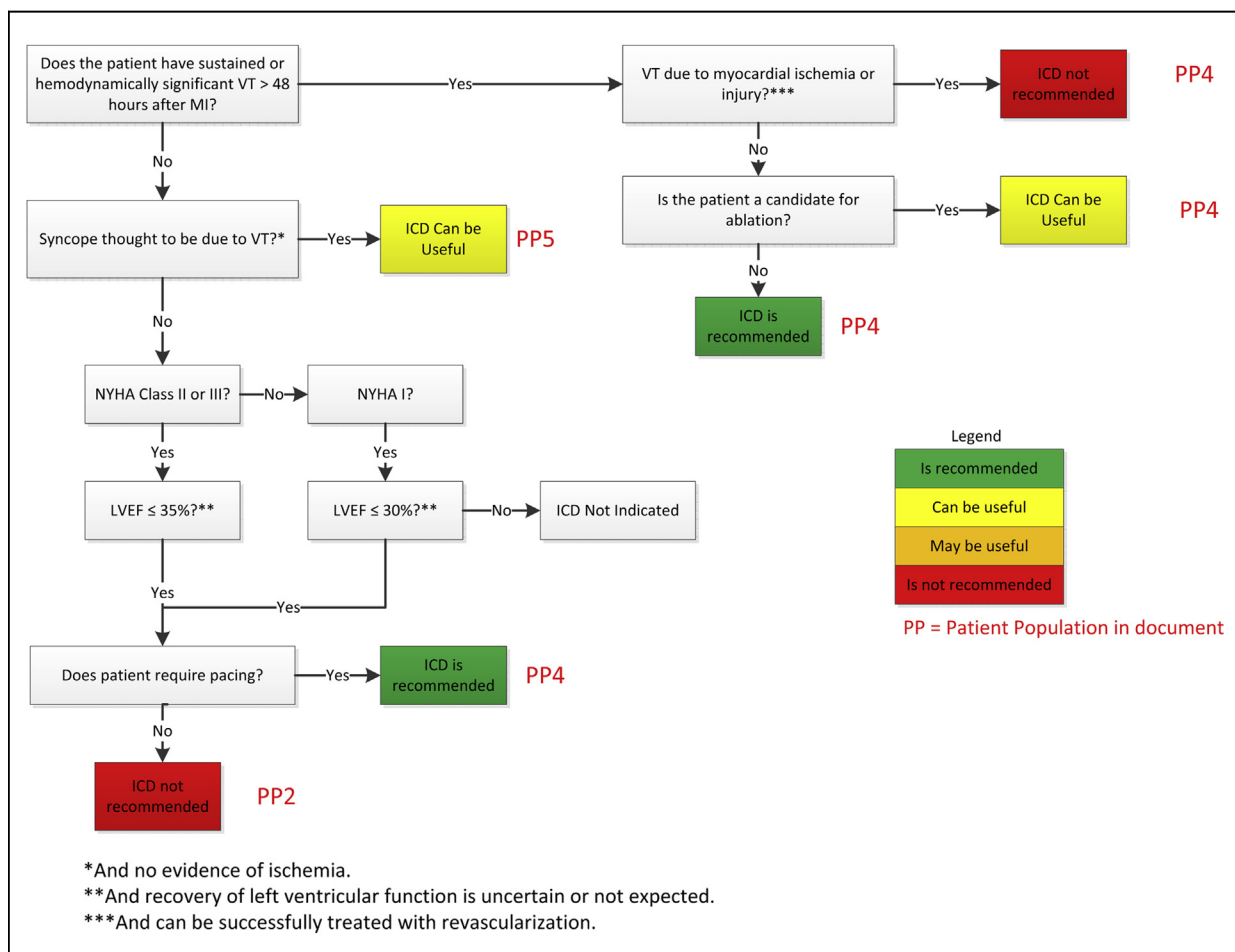 Does the patient have sustained or
hemodynamically significant VT > 48
hours after MI?
Yes
VT due to myocardial ischemia or
injury?***
Yes
ICD not
recommended
PP4
No
No
Is the patient a candidate for
ablation?
Yes
ICD Can be
Useful
PP4
Syncope thought to be due to VT?*
Yes
ICD Can be
Useful
PP5
No
ICD is
recommended
PP4
No
NYHA Class II or III?
No
NYHA I?
Yes
Yes
LVEF ≤ 35%?**
LVEF ≤ 30%?**
No
ICD Not Indicated
Yes
Yes
Does patient require pacing?
Yes
ICD is
recommended
PP4
No
ICD not
recommended
PP2
Legend
Is recommended
Can be useful
May be useful
Is not recommended
PP = Patient Population in document
*And no evidence of ischemia.
**And recovery of left ventricular function is uncertain or not expected.
***And can be successfully treated with revascularization.